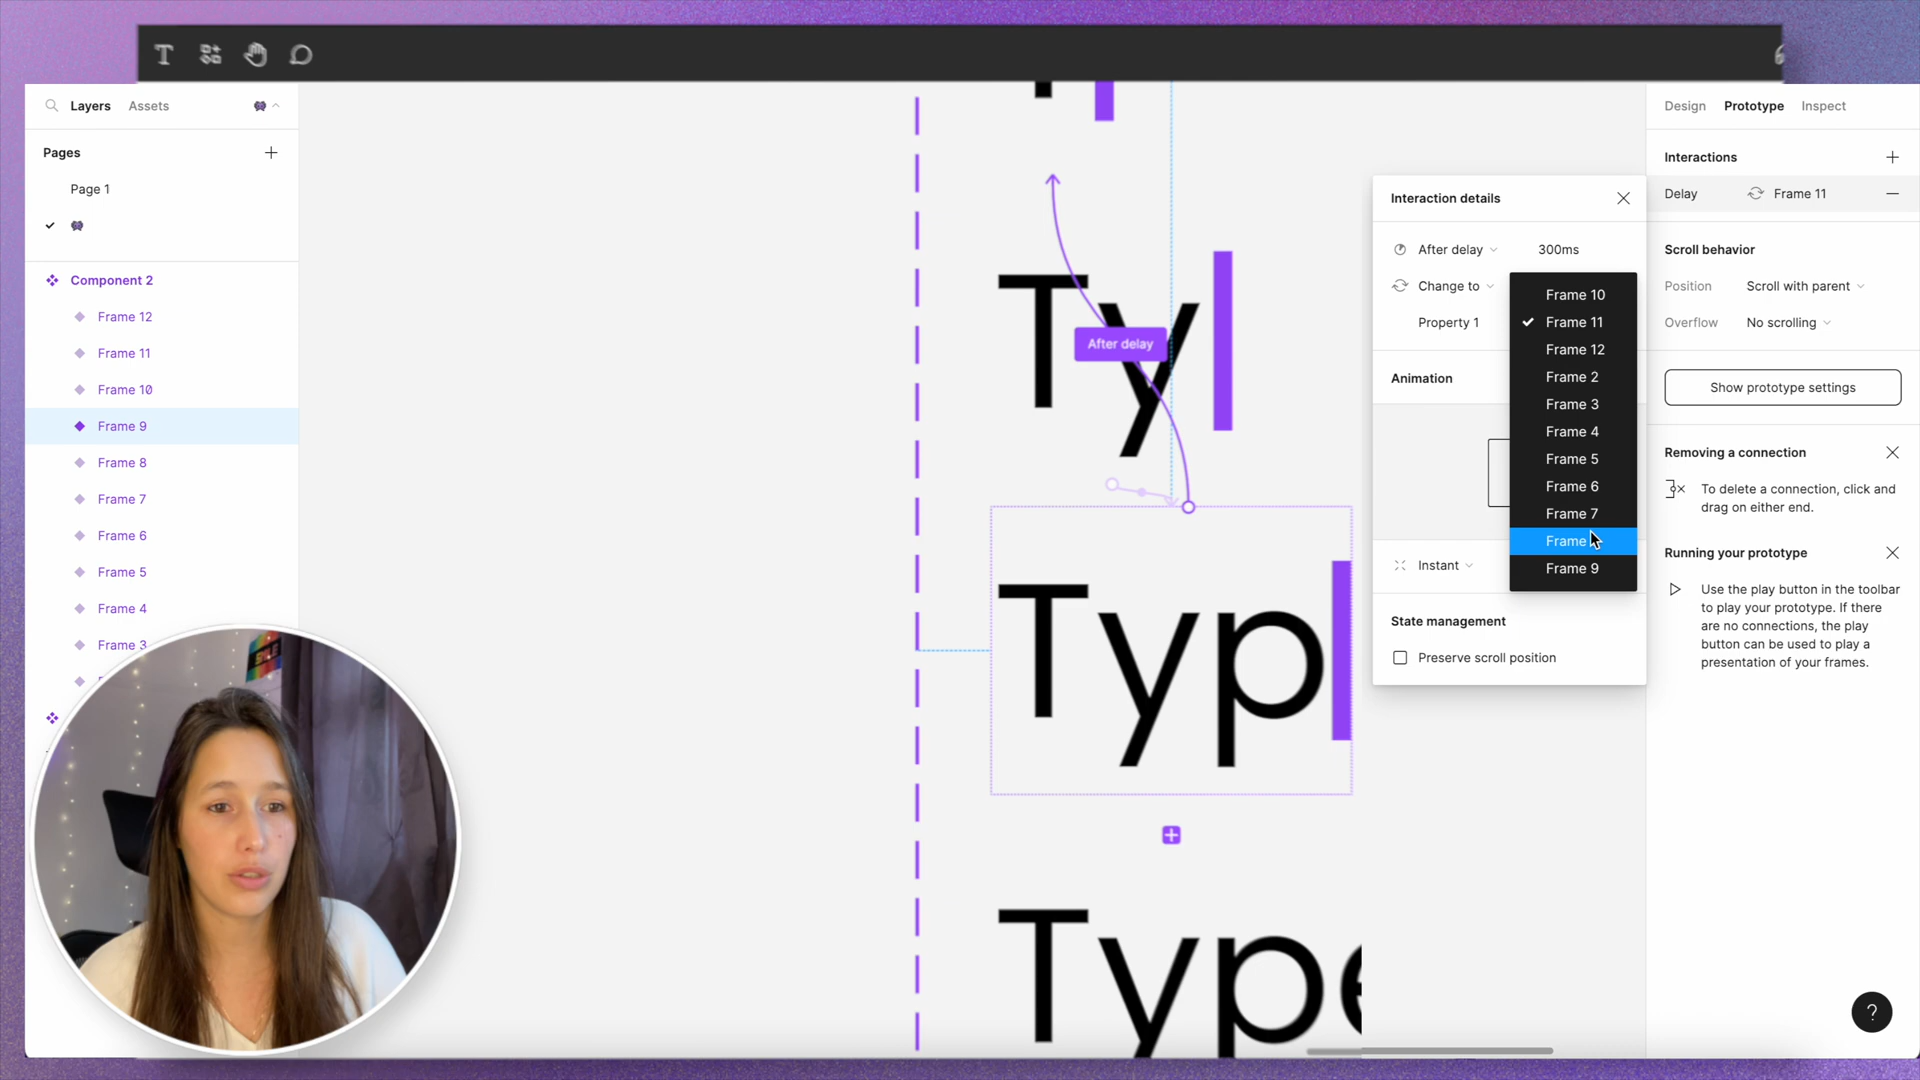 T
Layers
Assets
Pages
Page 1
Component 2
Frame 12
Frame 11
Frame 10
Frame 9
Frame 8
Frame 7
Frame 6
Frame 5
Frame 4
Frame 3
Ty
After delay
Typ
Type
Interaction details
After delay
300ms
Change to
Property 1
Animation
Instant
State management
Preserve scroll position
Frame 10
Frame 11
Frame 12
Frame 2
Frame 3
Frame 4
Frame 5
Frame 6
Frame 7
Frame
Frame 9
Design
Prototype
Inspect
Interactions
Delay
Frame 11
Scroll behavior
Position
Scroll with parent
Overflow
No scrolling
Show prototype settings
Removing a connection
To delete a connection, click and
drag on either end.
Running your prototype
Use the play button in the toolbar
to play your prototype. If there
are no connections, the play
button can be used to play a
presentation of your frames.
?